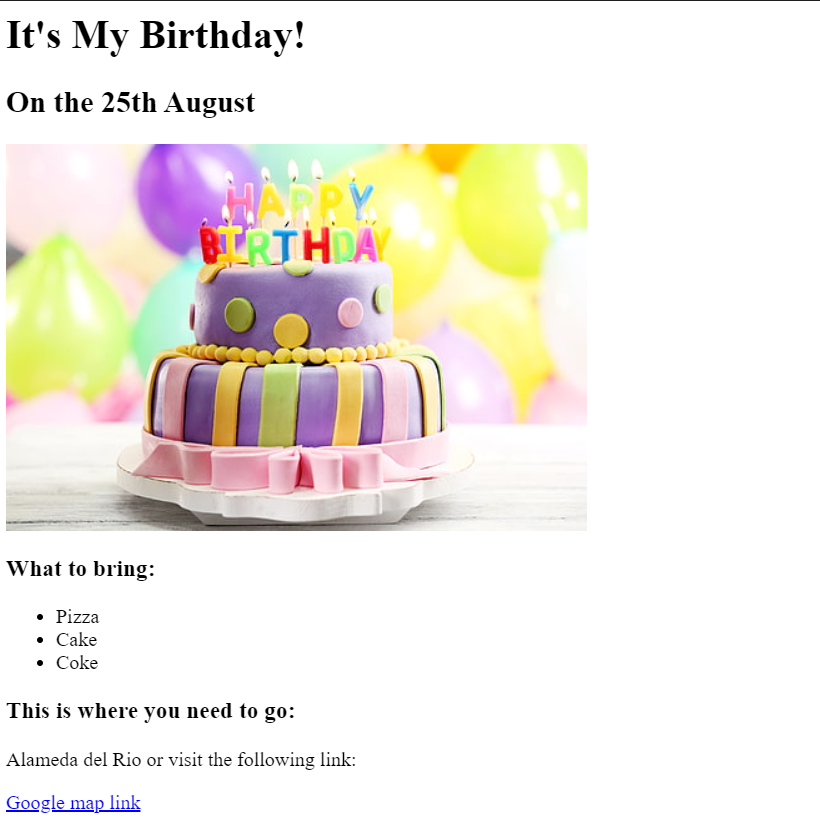 It's My Birthday!
On the 25th August
HAPPY
BIRTHDAY
What to bring:
Pizza
Cake
Coke
This is where you need to go:
Alameda del Rio or visit the following link:
Google map link